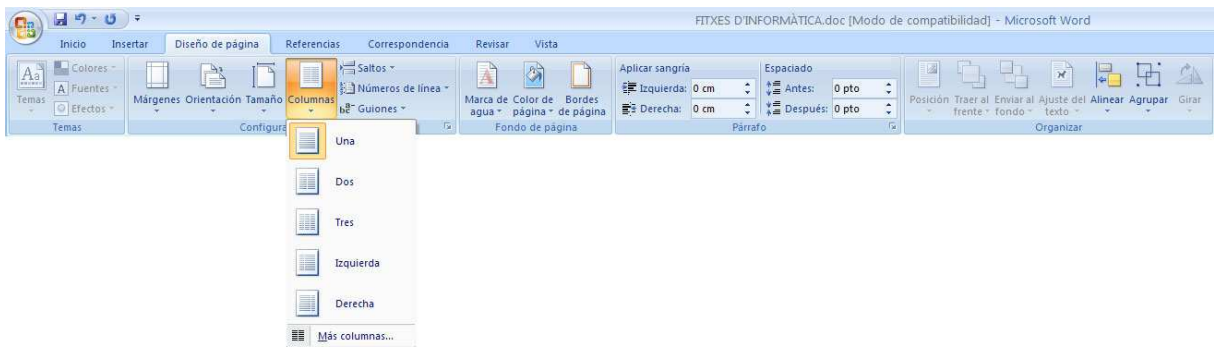 FITXES D'INFORMÀTICA.doc [Modo de compatibilidad] - Microsoft Word
Inicio Insertar Diseño de página Referencias Correspondencia Revisar Vista
Aa Temas
Colores
A Fuentes
Efectos
Temas
Márgenes Orientación Tamaño Columnas
Saltos
Números de línea
Guiones
Configura
Marca de agua Color de página Bordes de página
Fondo de página
Aplicar sangría
Izquierda: 0 cm
Derecha: 0 cm
Espaciado
Antes: 0 pto
Después: 0 pto
Párrafo
Posición Traer al frente Enviar al fondo Ajuste del texto Alinear Agrupar Girar
Organizar
Una
Dos
Tres
Izquierda
Derecha
Más columnas...